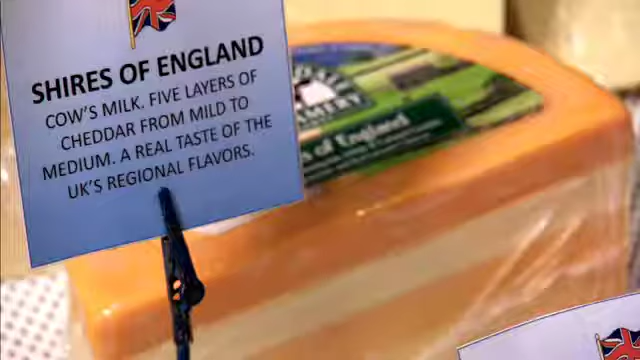 SHIRES OF ENGLAND
COW'S MILK. FIVE LAYERS OF
CHEDDAR FROM MILD TO
MEDIUM. A REAL TASTE OF THE
UK'S REGIONAL FLAVORS.
of England